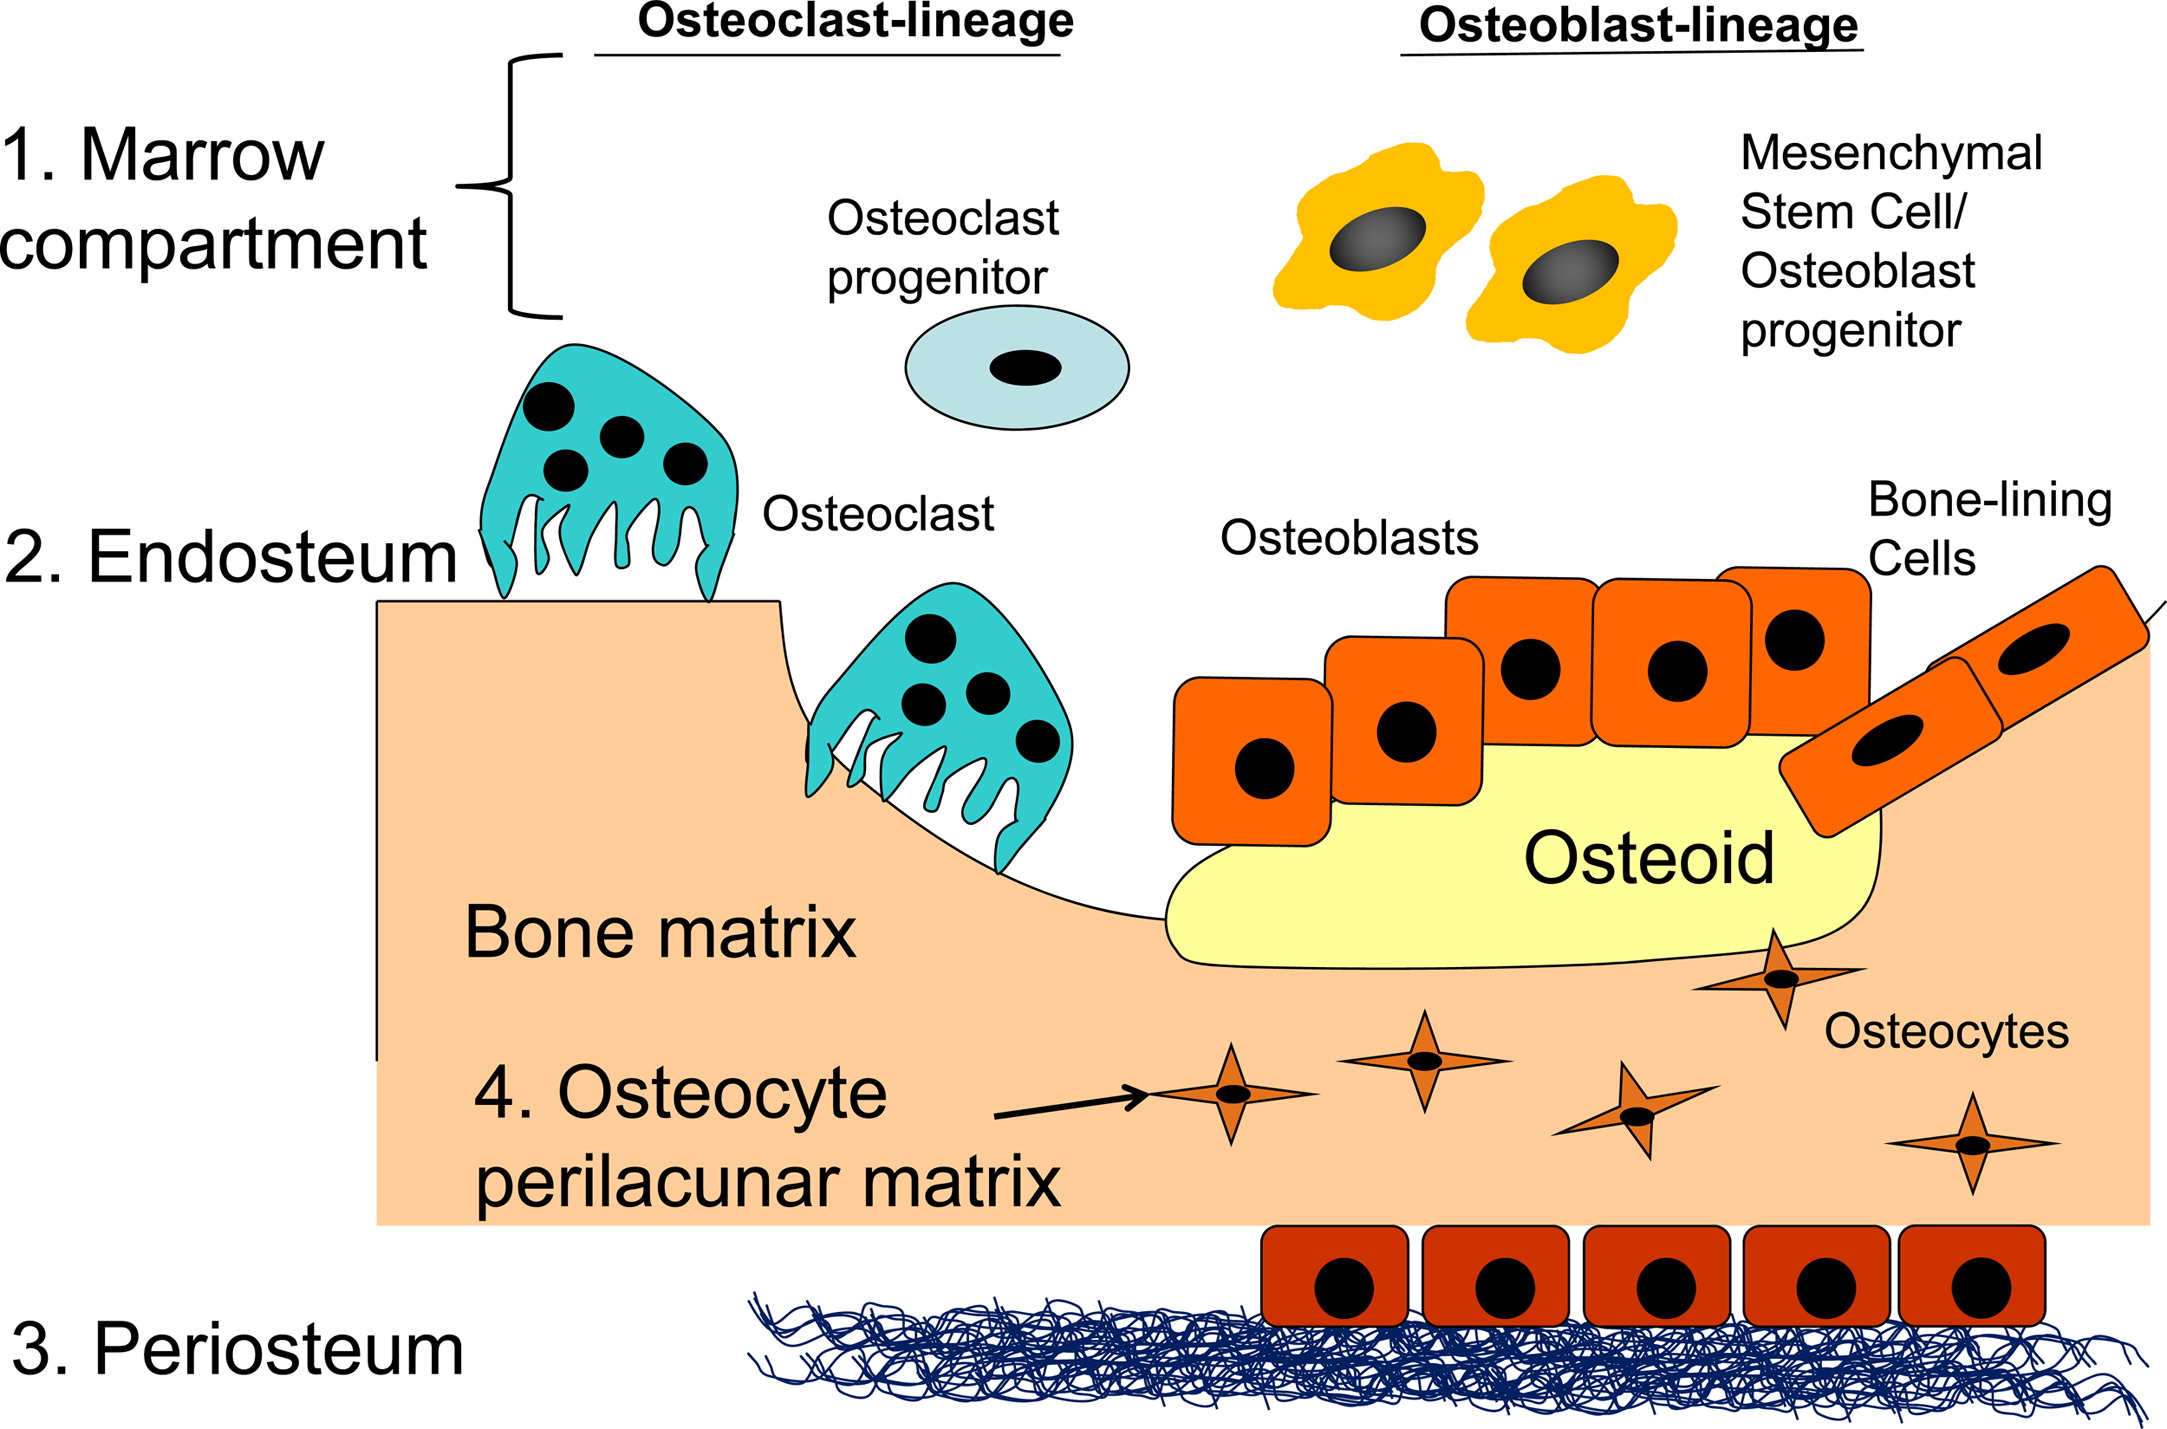 Osteoclast-lineage
Osteoblast-lineage
1. Marrow
compartment
Osteoclast
progenitor
Mesenchymal
Stem Cell/
Osteoblast
progenitor
2. Endosteum
Osteoclast
Osteoblasts
Bone-lining
Cells
Osteoid
Bone matrix
Osteocytes
4. Osteocyte
perilacunar matrix
3. Periosteum